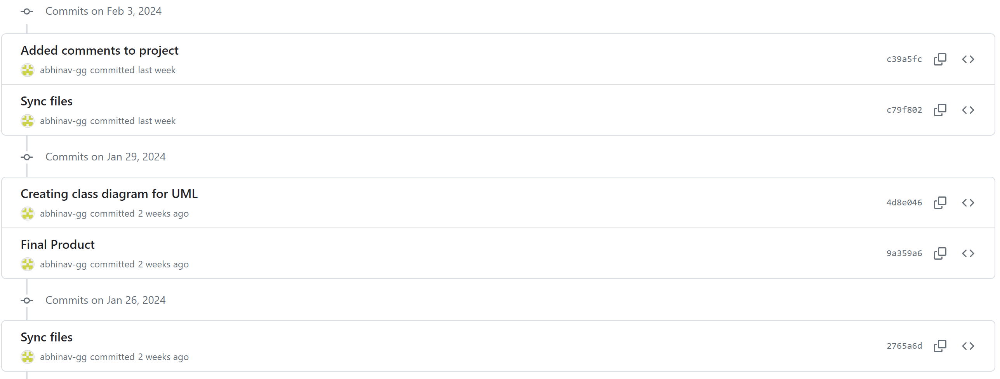 Commits on Feb 3, 2024
Added comments to project
abhinav-gg committed last week
c39a5fc
Sync files
abhinav-gg committed last week
c79f802
Commits on Jan 29, 2024
Creating class diagram for UML
abhinav-gg committed 2 weeks ago
4d8e046
Final Product
abhinav-gg committed 2 weeks ago
9a359a6
Commits on Jan 26, 2024
Sync files
abhinav-gg committed 2 weeks ago
2765a6d